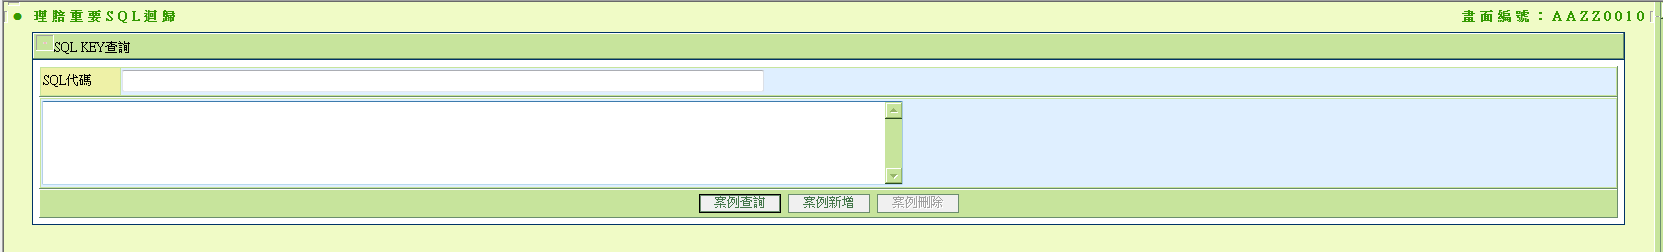 ● 理賠重要SQL迴歸
畫面編號：AAZZ0010
SQL KEY查詢
SQL代碼
案例查詢 案例新增 案例刪除